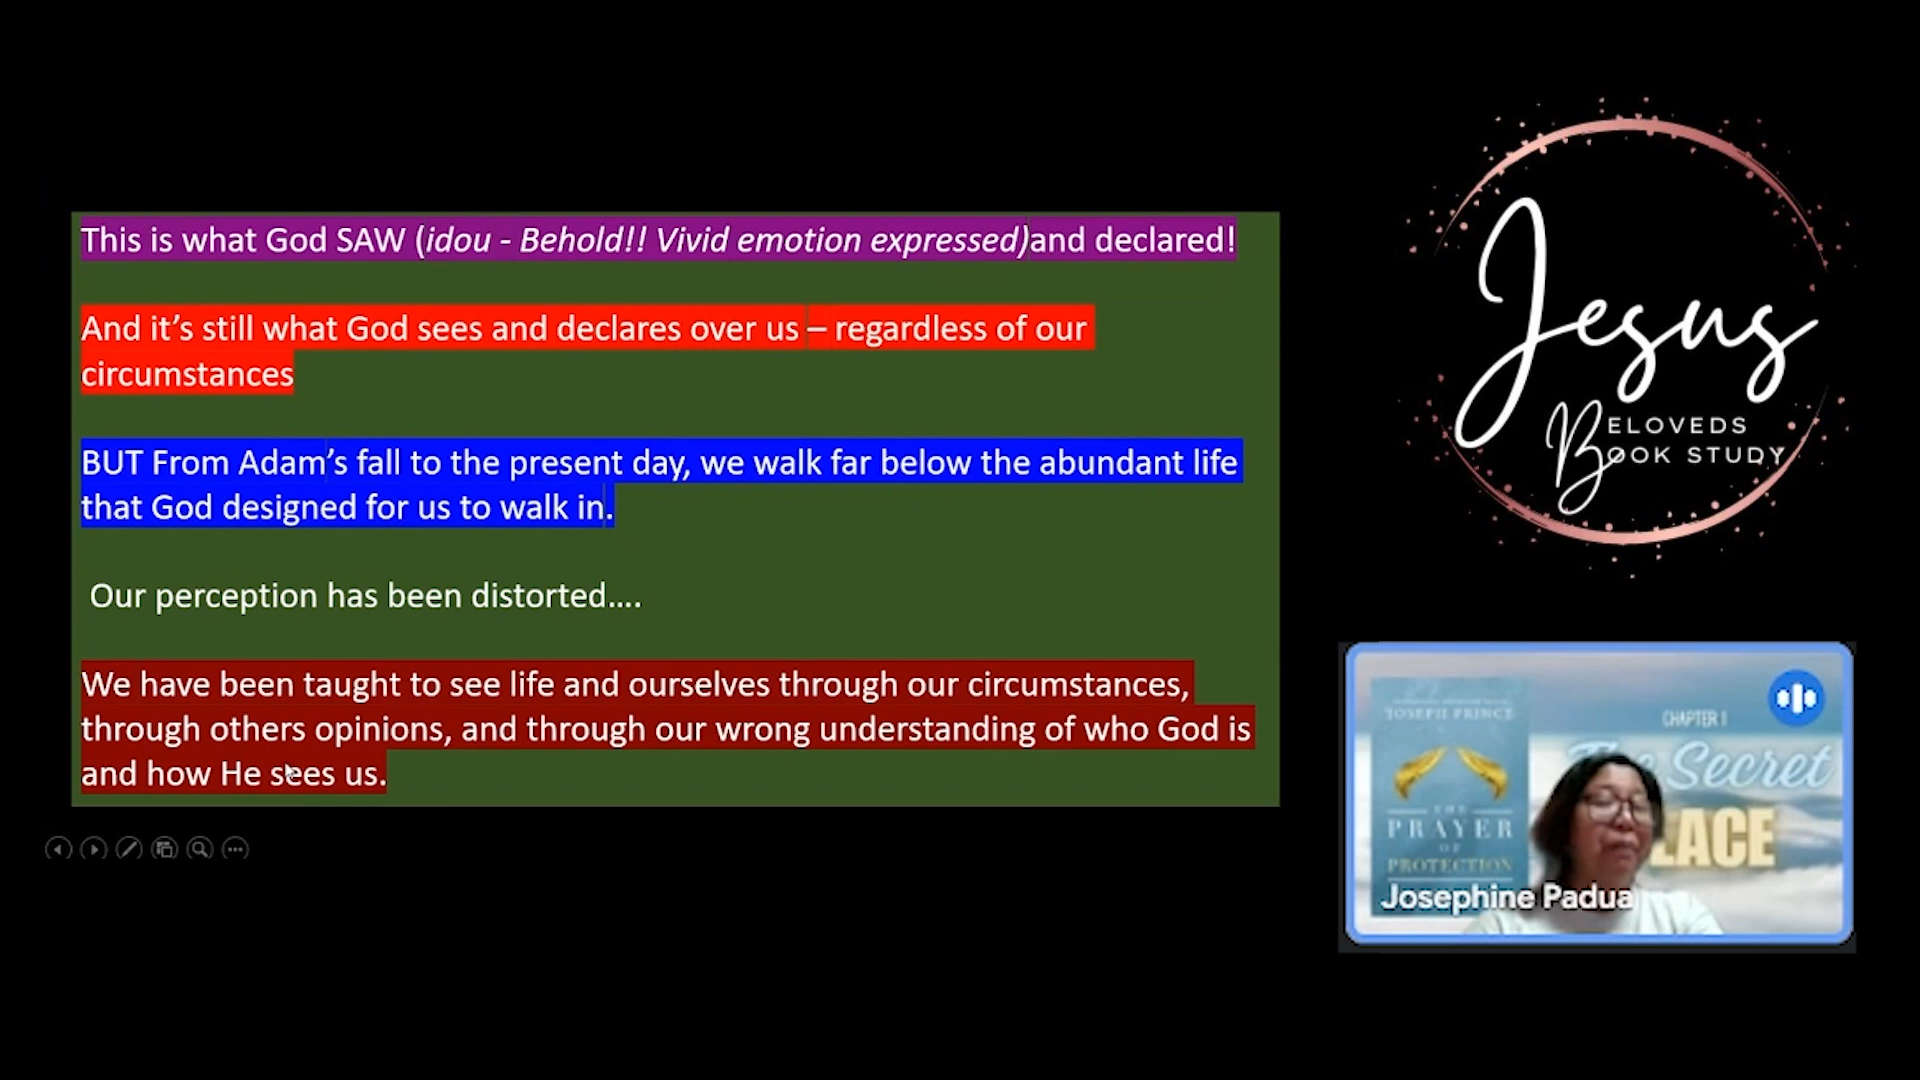 This is what God SAW (idou - Behold!! Vivid emotion expressed)and declared!
And it’s still what God sees and declares over us – regardless of our
circumstances
BUT From Adam’s fall to the present day, we walk far below the abundant life
that God designed for us to walk in.
Our perception has been distorted....
We have been taught to see life and ourselves through our circumstances,
through others opinions, and through our wrong understanding of who God is
and how He sees us.
Jesus
BELOVEDS
BOOK STUDY
JOSEPH PRINCE
THE
PRAYER
OF
PROTECTION
CHAPTER 1
Secret
LACE
Josephine Padua